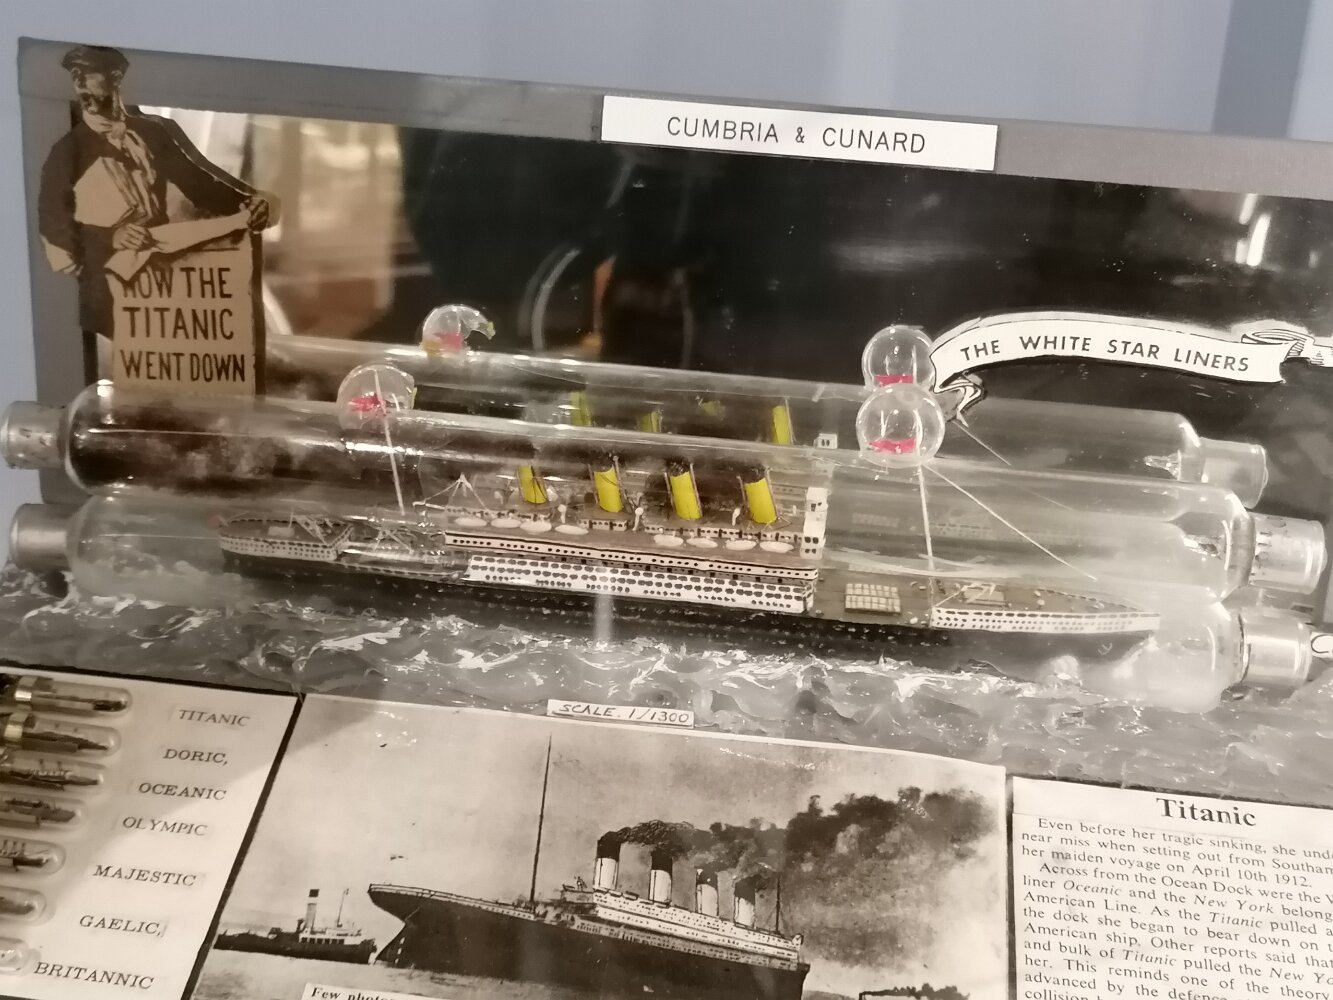 CUMBRIA & CUNARD
HOW THE
TITANIC
WENT DOWN
THE WHITE STAR LINERS
SCALE. 1/1300
TITANIC
DORIC,
OCEANIC
OLYMPIC
MAJESTIC
GAELIC,
BRITANNIC
Few
Titanic
Even before her tragic sinking, she
near miss when setting out from
her maiden voyage on April 10th 1912.
Across from the Ocean Dock were the
liner Oceanic and the New York
American Line. As the Titanic pulled
the dock she began to bear down on
American ship. Other reports said that
and bulk of Titanic pulled the New
her. This reminds one of the theory
advanced by the
collision